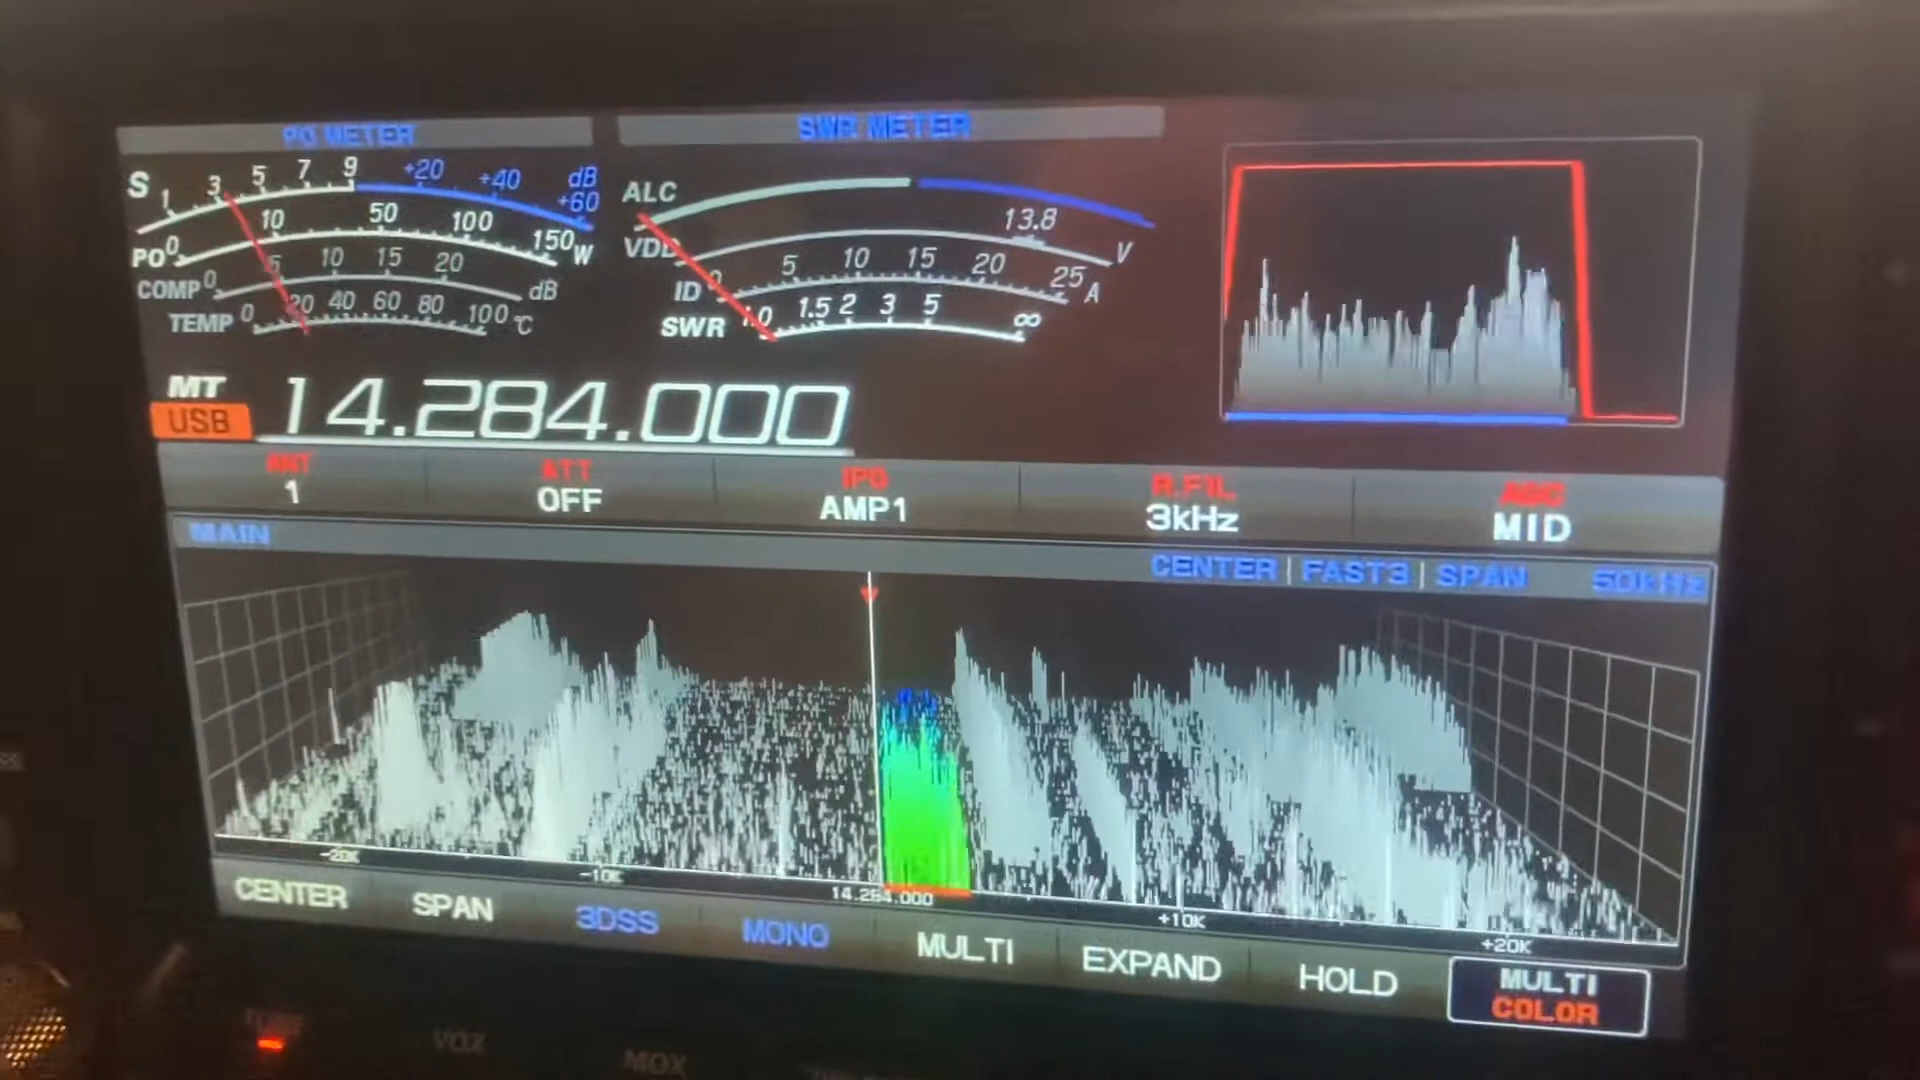 PO METER
SWR METER
S 1 3 5 7 9 +20 +40 +60 dB
PO 0 10 50 100 150 W
COMP 0 5 10 15 20 dB
TEMP 0 20 40 60 80 100 °C
ALC
VDD 13.8 V
ID 0 5 10 15 20 25 A
SWR 1.0 1.5 2 3 5 ∞
MT
USB 14.284.000
ANT ATT IPO R.FIL AGC
1 OFF AMP1 3kHz MID
MAIN
CENTER | FAST3 | SPAN 50kHz
-20K -10K 14.284.000 +10K +20K
CENTER SPAN 3DSS MONO MULTI EXPAND HOLD MULTI
COLOR
TUNE VOX MOX